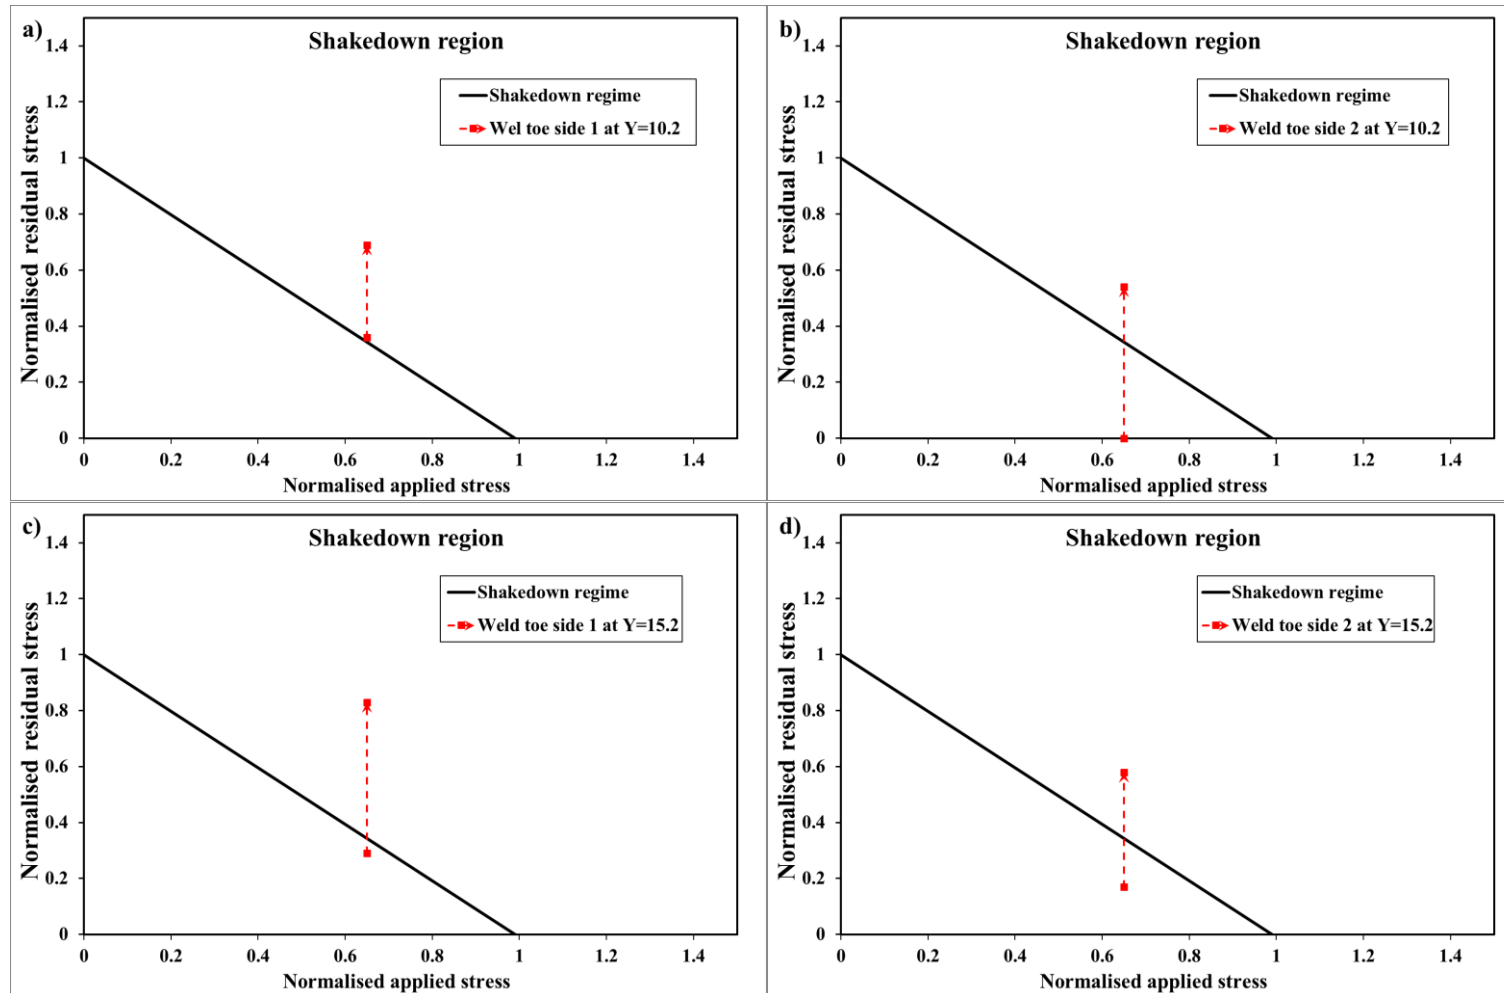 a)
Shakedown region
Shakedown regime
Wel toe side 1 at Y=10.2
Normalised residual stress
1.4
1.2
1
0.8
0.6
0.4
0.2
0
0 0.2 0.4 0.6 0.8 1 1.2 1.4
Normalised applied stress
b)
Shakedown region
Shakedown regime
Weld toe side 2 at Y=10.2
Normalised residual stress
1.4
1.2
1
0.8
0.6
0.4
0.2
0
0 0.2 0.4 0.6 0.8 1 1.2 1.4
Normalised applied stress
c)
Shakedown region
Shakedown regime
Weld toe side 1 at Y=15.2
Normalised residual stress
1.4
1.2
1
0.8
0.6
0.4
0.2
0
0 0.2 0.4 0.6 0.8 1 1.2 1.4
Normalised applied stress
d)
Shakedown region
Shakedown regime
Weld toe side 2 at Y=15.2
Normalised residual stress
1.4
1.2
1
0.8
0.6
0.4
0.2
0
0 0.2 0.4 0.6 0.8 1 1.2 1.4
Normalised applied stress